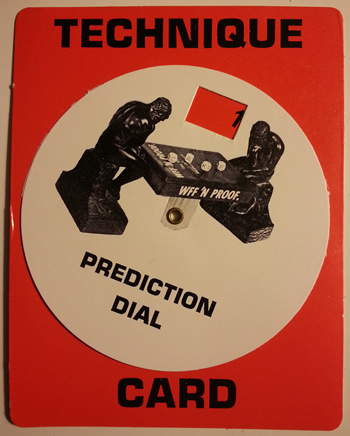 TECHNIQUE
1
WFF 'N PROOF.
PREDICTION
DIAL
CARD